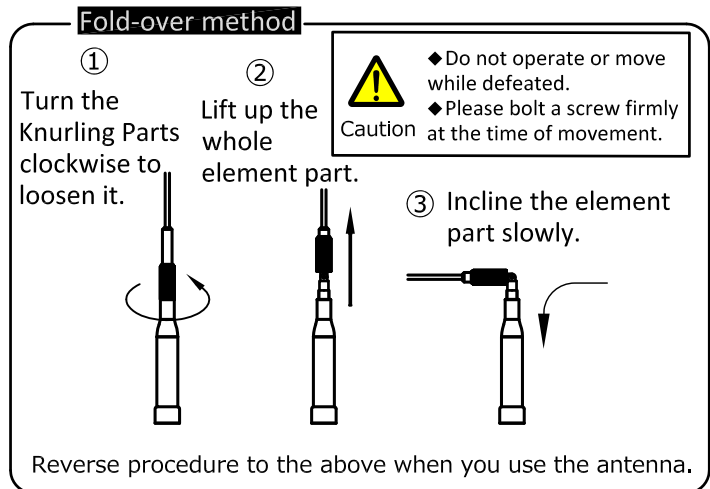 Fold-over method
①
Turn the
Knurling Parts
clockwise to
loosen it.
②
Lift up the
whole
element part.
Caution
◆Do not operate or move
while defeated.
◆Please bolt a screw firmly
at the time of movement.
③ Incline the element
part slowly.
Reverse procedure to the above when you use the antenna.